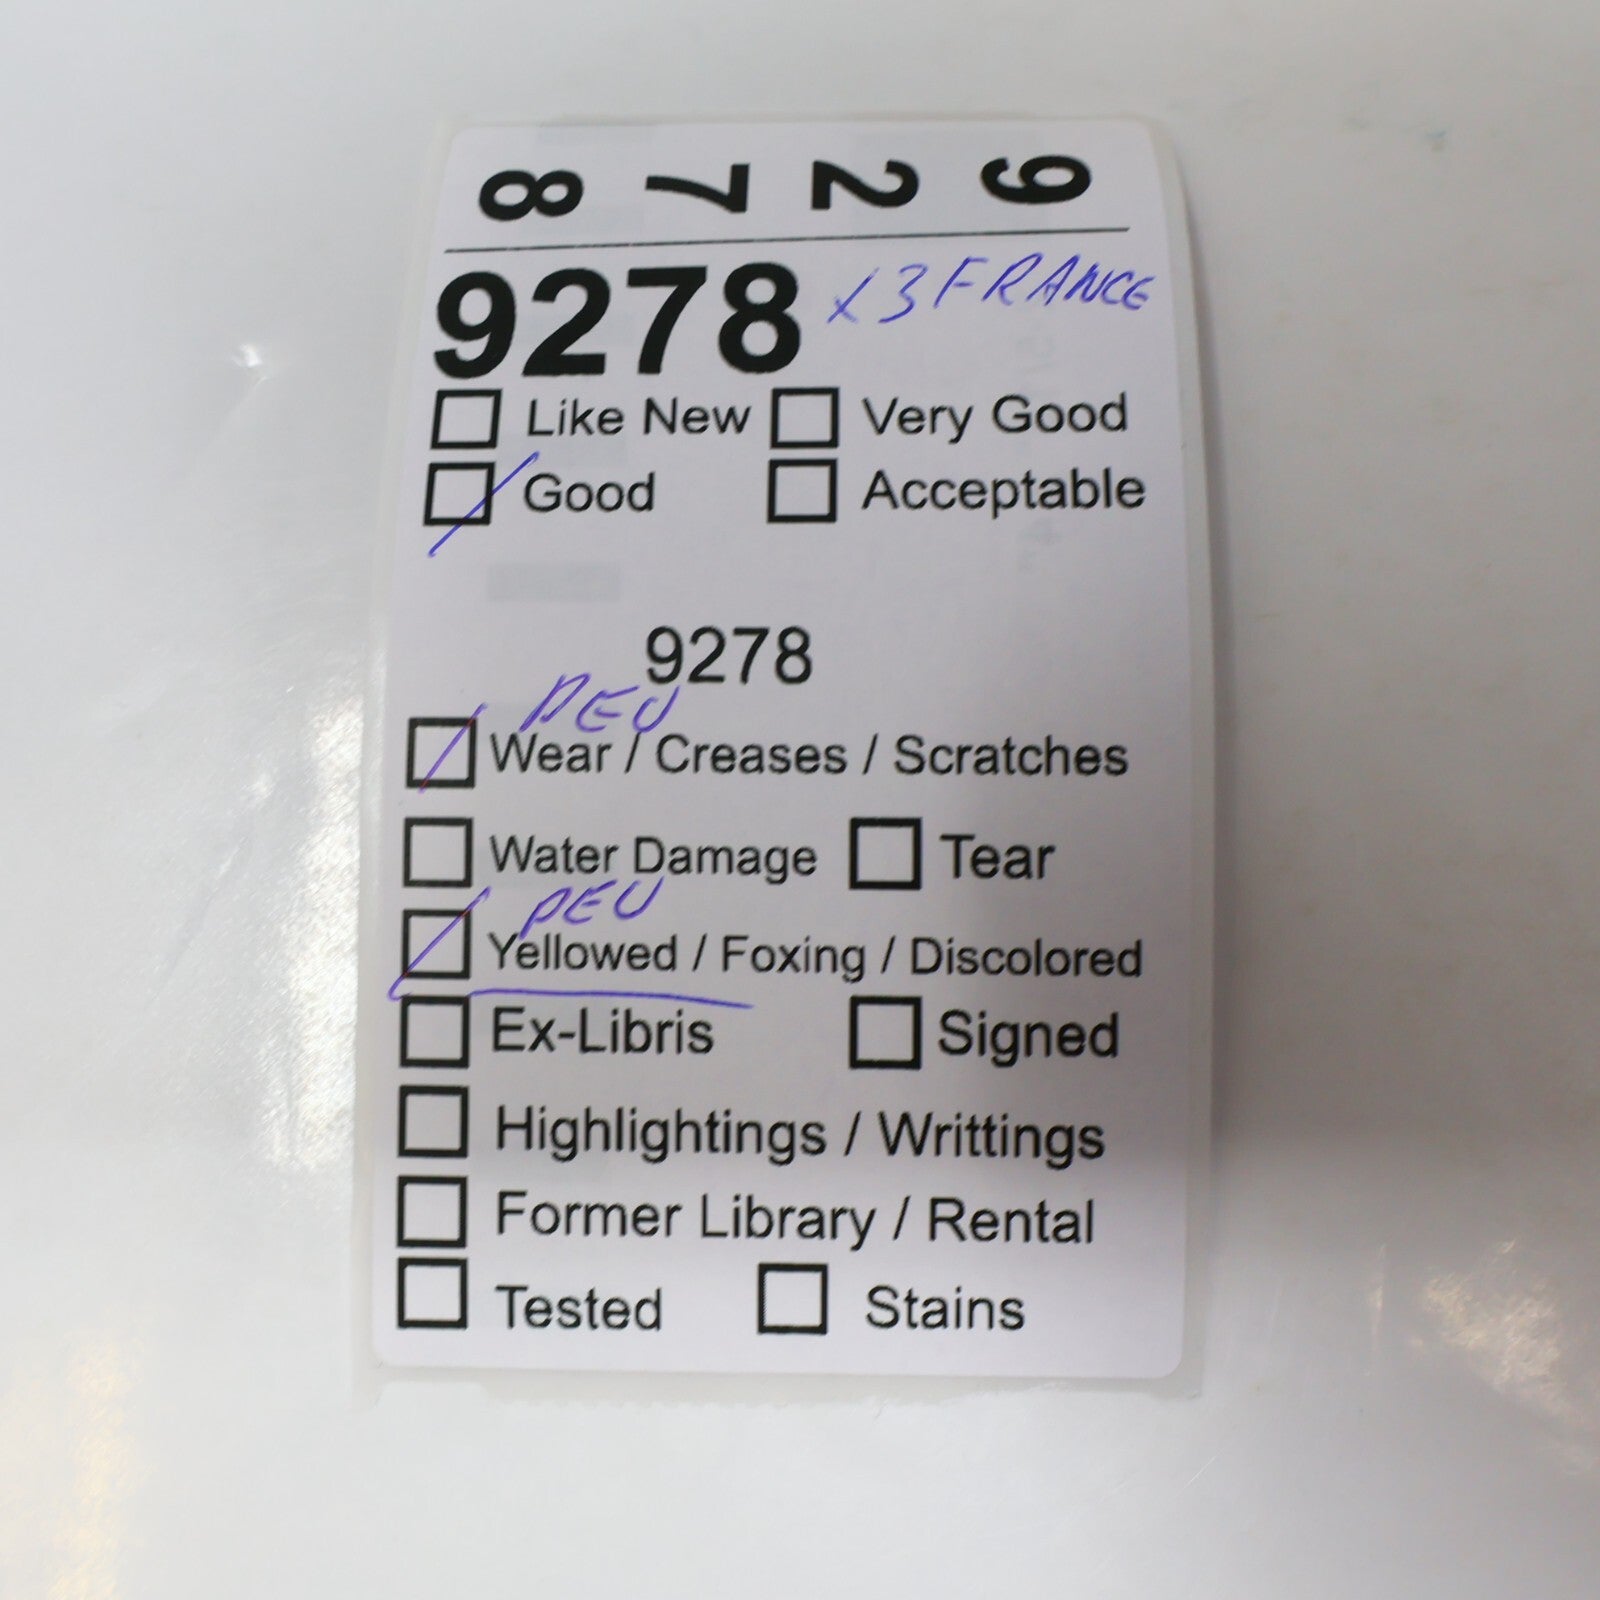 9 2 7 8
9278 x 3 FRANCE
Like New Very Good
Good Acceptable
9278
PEU
Wear / Creases / Scratches
Water Damage Tear
PEU
Yellowed / Foxing / Discolored
Ex-Libris Signed
Highlightings / Writtings
Former Library / Rental
Tested Stains